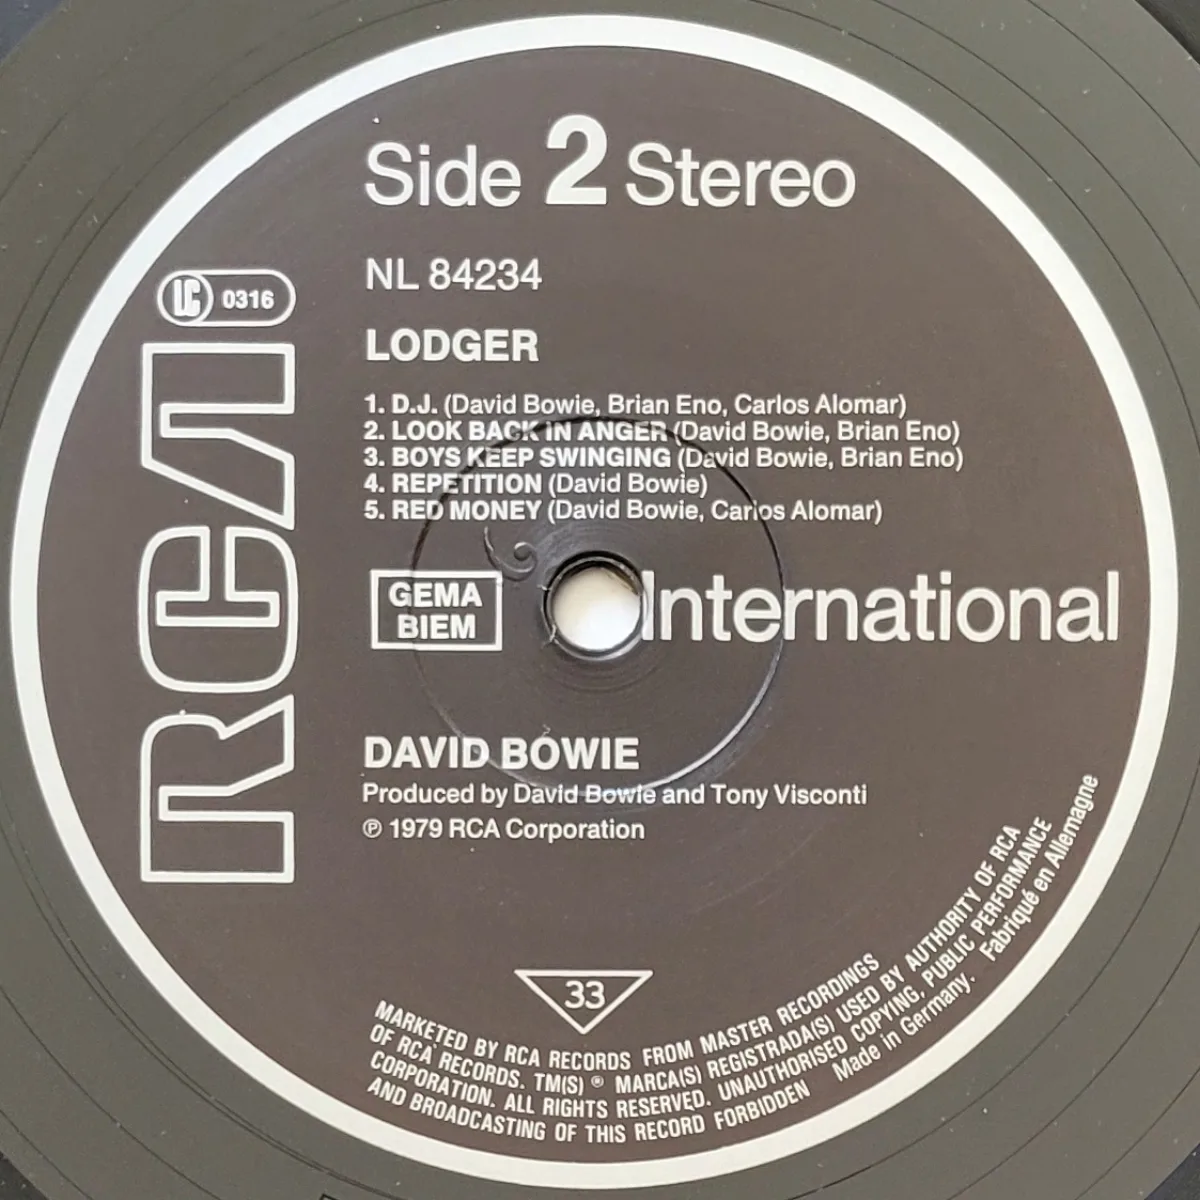 Side 2 Stereo
NL 84234
LC 0316
LODGER
1. D.J. (David Bowie, Brian Eno, Carlos Alomar)
2. LOOK BACK IN ANGER (David Bowie, Brian Eno)
3. BOYS KEEP SWINGING (David Bowie, Brian Eno)
4. REPETITION (David Bowie)
5. RED MONEY (David Bowie, Carlos Alomar)
RCA
GEMA
BIEM
International
DAVID BOWIE
Produced by David Bowie and Tony Visconti
℗ 1979 RCA Corporation
33
MARKETED BY RCA RECORDS FROM MASTER RECORDINGS
OF RCA RECORDS. TM(S) ® MARCA(S) REGISTRADA(S) USED BY AUTHORITY OF RCA
CORPORATION. ALL RIGHTS RESERVED. UNAUTHORISED COPYING, PUBLIC PERFORMANCE
AND BROADCASTING OF THIS RECORD FORBIDDEN Made in Germany. Fabriqué en Allemagne